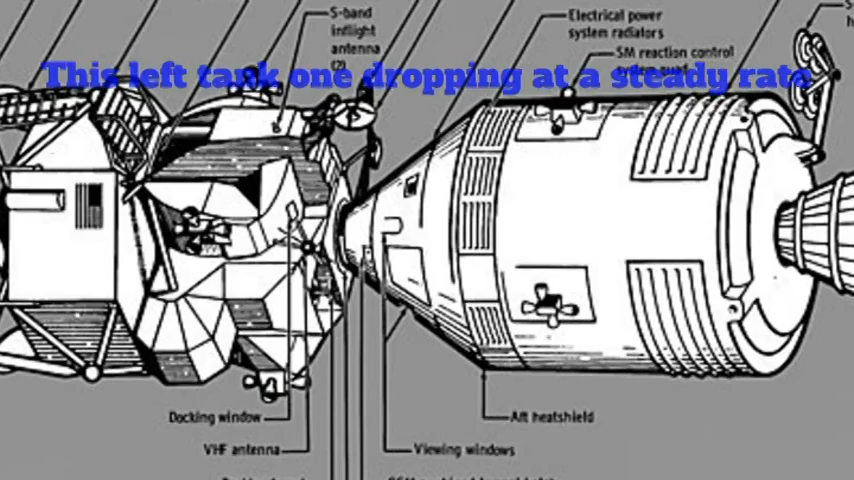 S-band
inflight
antenna
(2)
Electrical power
system radiators
SM reaction control
This left tank one dropping at a steady rate
Docking window
VHF antenna
Aft heatshield
Viewing windows